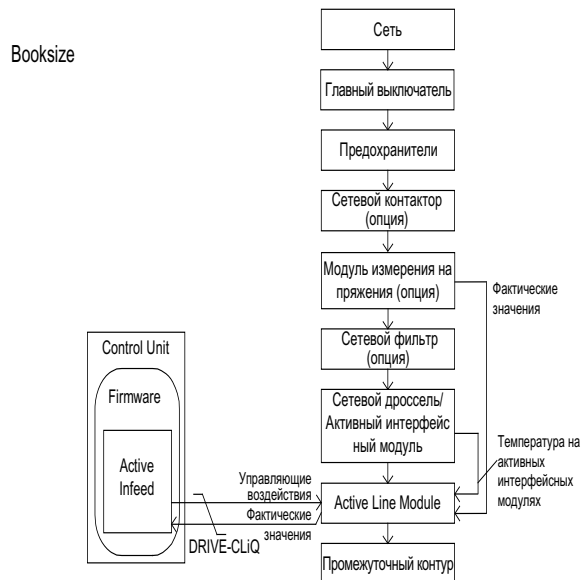 Booksize
Сеть
Главный выключатель
Предохранители
Сетевой контактор
(опция)
Модуль измерения на
пряжения (опция)
Фактические
значения
Сетевой фильтр
(опция)
Сетевой дроссель/
Активный интерфейс
ный модуль
Температура на
активных
интерфейсных
модулях
Control Unit
Firmware
Active
Infeed
Управляющие
воздействия
Фактические
значения
DRIVE-CLiQ
Active Line Module
Промежуточный контур